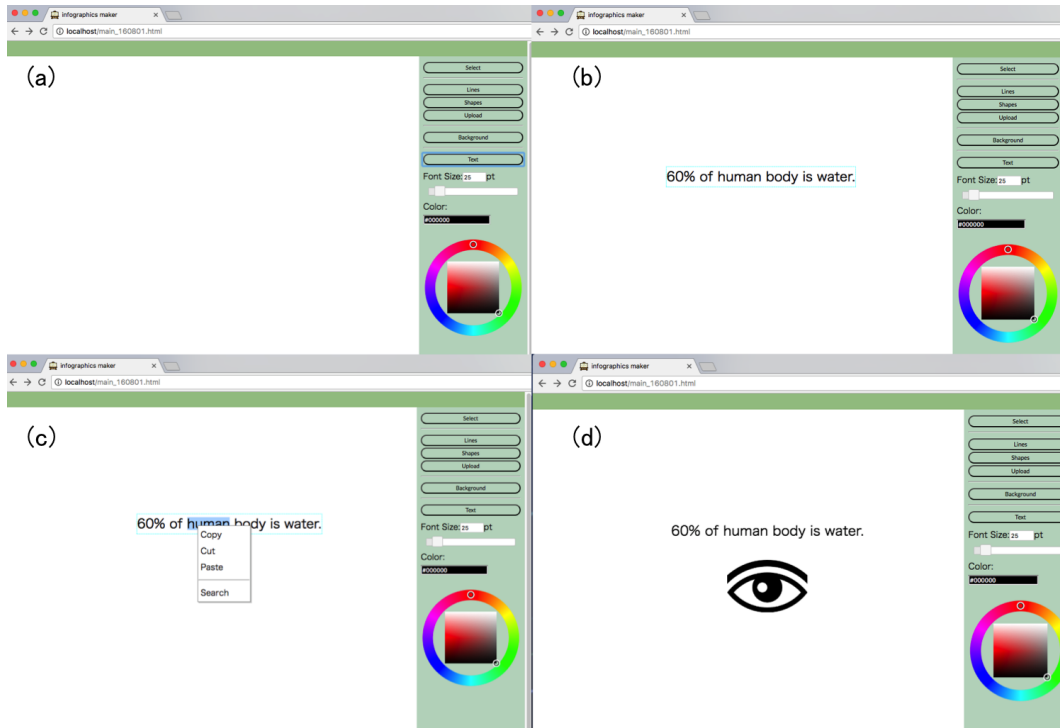 infographics maker
localhost/main_160801.html
(a)
Select
Lines
Shapes
Upload
Background
Text
Font Size: 25 pt
Color:
#000000
infographics maker
localhost/main_160801.html
(b)
Select
Lines
Shapes
Upload
Background
Text
60% of human body is water.
Font Size: 25 pt
Color:
#000000
infographics maker
localhost/main_160801.html
(c)
Select
Lines
Shapes
Upload
Background
Text
60% of human body is water.
Copy
Cut
Paste
Search
Font Size: 25 pt
Color:
#000000
infographics maker
localhost/main_160801.html
(d)
Select
Lines
Shapes
Upload
Background
Text
60% of human body is water.
Font Size: 25 pt
Color:
#000000